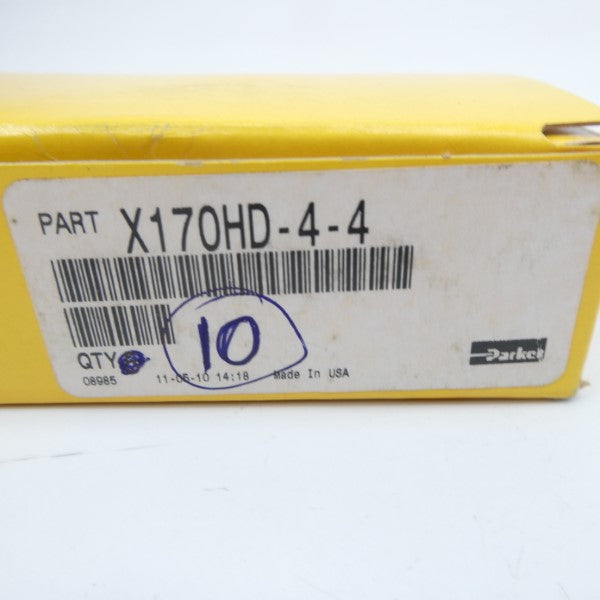 PART X170HD-4-4
QTY 10
08985 11-05-10 14:18 Made In USA
Parker